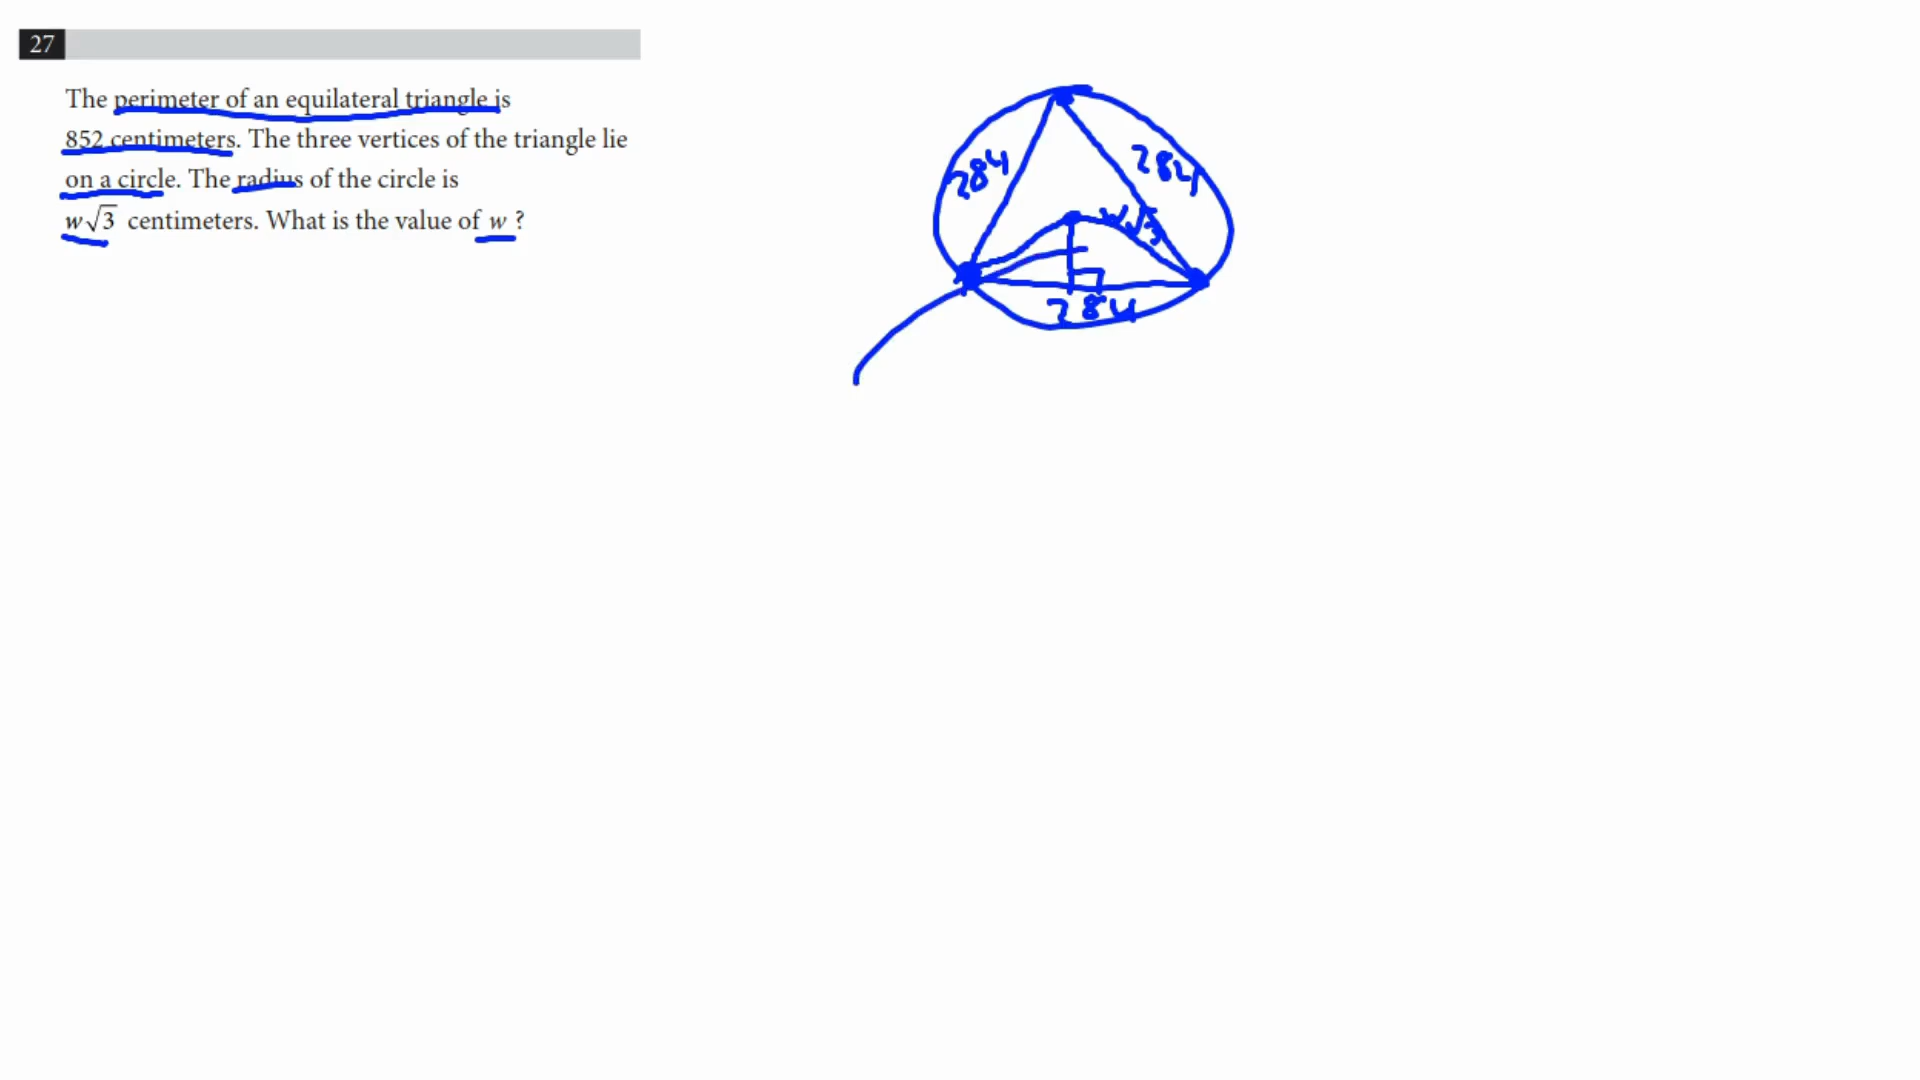 27
The perimeter of an equilateral triangle is
852 centimeters. The three vertices of the triangle lie
on a circle. The radius of the circle is
w√3 centimeters. What is the value of w ?
284
284
w√3
284